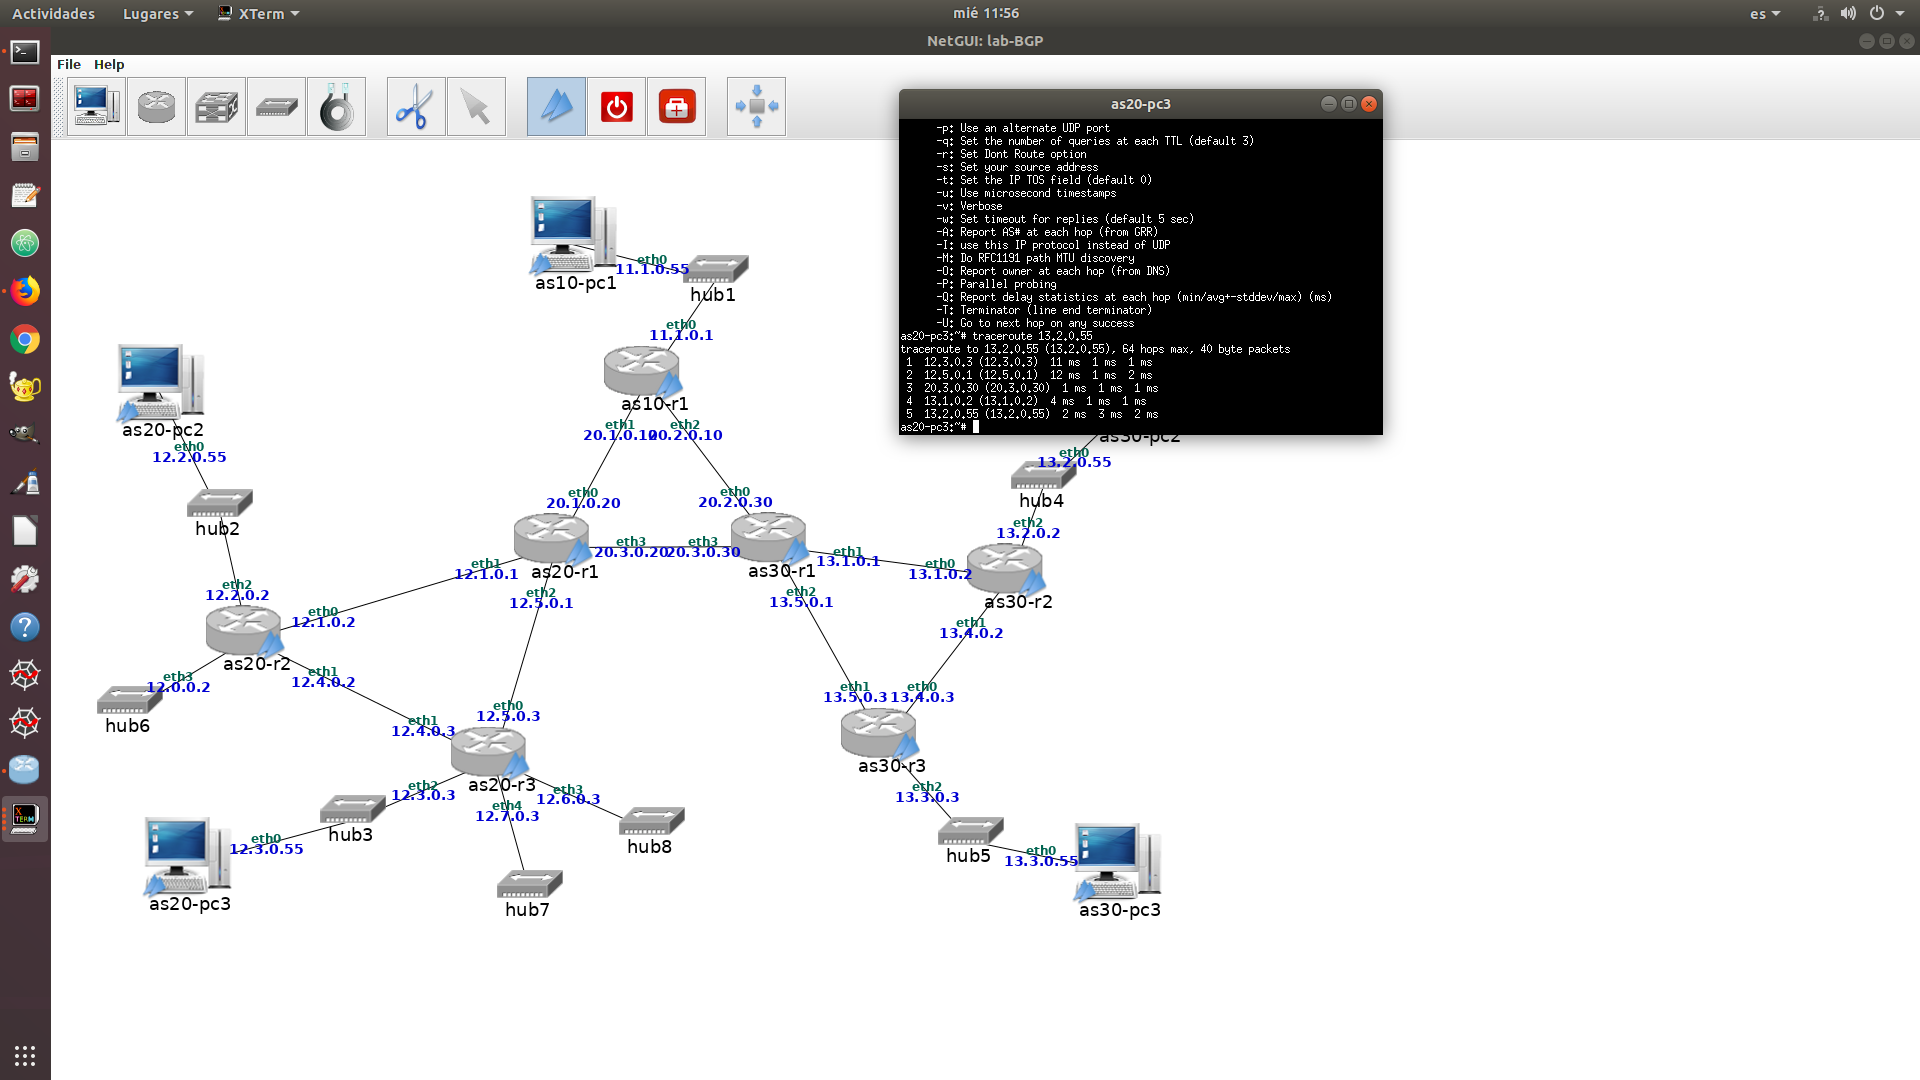 Actividades Lugares XTerm mié 11:56 es
NetGUI: lab-BGP
File Help
as20-pc3
-p: Use an alternate UDP port
-q: Set the number of queries at each TTL (default 3)
-r: Set Dont Route option
-s: Set your source address
-t: Set the IP TOS field (default 0)
-u: Use microsecond timestamps
-v: Verbose
-w: Set timeout for replies (default 5 sec)
-A: Report AS# at each hop (from GRR)
-I: use this IP protocol instead of UDP
-M: Do RFC1191 path MTU discovery
-O: Report owner at each hop (from DNS)
-P: Parallel probing
-Q: Report delay statistics at each hop (min/avg+-stddev/max) (ms)
-T: Terminator (line end terminator)
-U: Go to next hop on any success
as20-pc3:~# traceroute 13.2.0.55
traceroute to 13.2.0.55 (13.2.0.55), 64 hops max, 40 byte packets
1 12.3.0.3 (12.3.0.3) 11 ms 1 ms 1 ms
2 12.5.0.1 (12.5.0.1) 12 ms 1 ms 2 ms
3 20.3.0.30 (20.3.0.30) 1 ms 1 ms 1 ms
4 13.1.0.2 (13.1.0.2) 4 ms 1 ms 1 ms
5 13.2.0.55 (13.2.0.55) 2 ms 3 ms 2 ms
as20-pc3:~#
eth0
11.1.0.55
as10-pc1
hub1
eth0
11.1.0.1
as10-r1
eth1
20.1.0.10
eth2
20.2.0.10
as20-pc2
eth0
12.2.0.55
hub2
as30-pc2
eth0
13.2.0.55
hub4
eth2
13.2.0.2
eth0
20.1.0.20
eth0
20.2.0.30
eth3
20.3.0.20
eth3
20.3.0.30
as20-r1
as30-r1
eth1
12.1.0.1
eth2
12.5.0.1
eth1
13.1.0.1
eth0
13.1.0.2
eth2
13.5.0.1
as30-r2
eth1
13.4.0.2
eth2
12.2.0.2
eth0
12.1.0.2
as20-r2
eth1
12.4.0.2
eth3
12.0.0.2
hub6
eth0
12.5.0.3
eth1
12.4.0.3
as20-r3
eth2
12.3.0.3
eth3
12.6.0.3
eth4
12.7.0.3
eth1
13.5.0.3
eth0
13.4.0.3
as30-r3
eth2
13.3.0.3
hub3
eth0
12.3.0.55
as20-pc3
hub8
hub7
hub5
eth0
13.3.0.55
as30-pc3
X
TERM